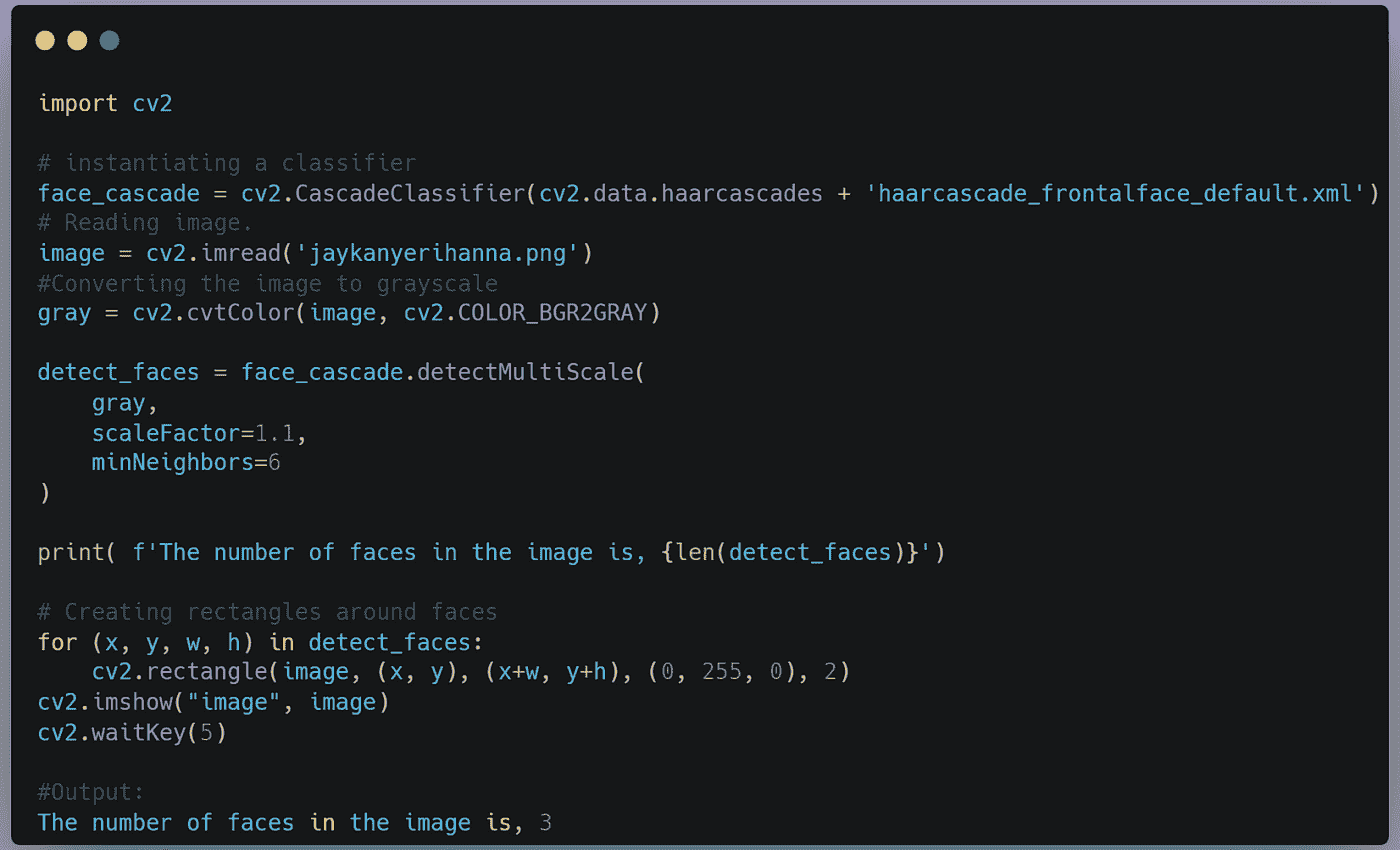 import cv2
# instantiating a classifier
face_cascade = cv2.CascadeClassifier(cv2.data.haarcascades + 'haarcascade_frontalface_default.xml')
# Reading image.
image = cv2.imread('jaykanyerihanna.png')
#Converting the image to grayscale
gray = cv2.cvtColor(image, cv2.COLOR_BGR2GRAY)
detect_faces = face_cascade.detectMultiScale(
    gray,
    scaleFactor=1.1,
    minNeighbors=6
)
print( f'The number of faces in the image is, {len(detect_faces)}')
# Creating rectangles around faces
for (x, y, w, h) in detect_faces:
    cv2.rectangle(image, (x, y), (x+w, y+h), (0, 255, 0), 2)
cv2.imshow("image", image)
cv2.waitKey(5)
#Output:
The number of faces in the image is, 3